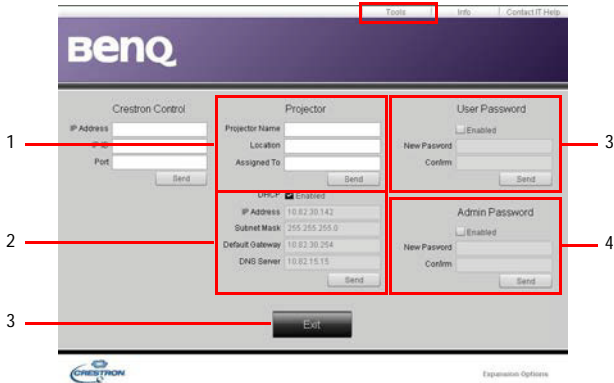 Tools Info Contact IT Help
BenQ
Crestron Control
IP Address
Port
Send
1
Projector
Projector Name
Location
Assigned To
Send
User Password
Enabled
New Pasword
Confirm
Send
3
2
DHCP Enabled
IP Address 10.82.30.142
Subnet Mask 255.255.255.0
Default Gateway 10.82.30.254
DNS Server 10.82.15.15
Send
Admin Password
Enabled
New Pasword
Confirm
Send
4
3
Exit
CRESTRON
Expansion Options